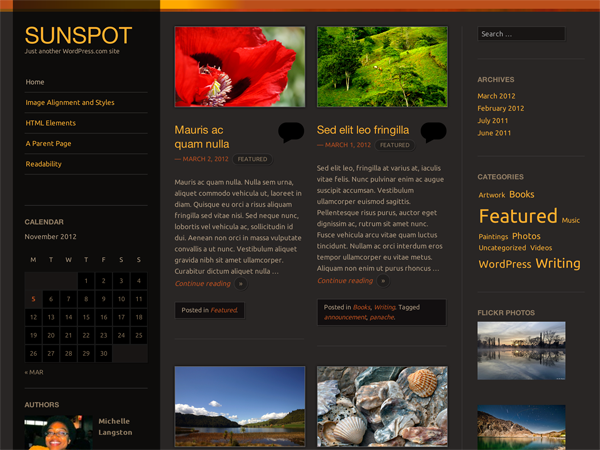 SUNSPOT
Just another WordPress.com site
Home
Image Alignment and Styles
HTML Elements
A Parent Page
Readability
CALENDAR
November 2012
M T W T F S S
1 2 3 4
5 6 7 8 9 10 11
12 13 14 15 16 17 18
19 20 21 22 23 24 25
26 27 28 29 30
« MAR
AUTHORS
Michelle
Langston
Mauris ac
quam nulla
— MARCH 2, 2012 FEATURED
Mauris ac quam nulla. Nulla sem urna,
aliquet commodo vehicula ut, laoreet in
diam. Quisque eu orci a risus aliquam
fringilla sed vitae nisi. Sed neque nunc,
lobortis vel vehicula ac, sollicitudin id
dui. Aenean non orci in massa vulputate
convallis a ut nunc. Vestibulum aliquet
gravida nibh sit amet ullamcorper.
Curabitur dictum aliquet nulla …
Continue reading »
Posted in Featured.
Sed elit leo fringilla
— MARCH 1, 2012 FEATURED
Sed elit leo, fringilla at varius at, iaculis
vitae felis. Nunc pulvinar enim ac augue
suscipit accumsan. Vestibulum
ullamcorper euismod sagittis.
Pellentesque risus purus, auctor eget
dignissim ac, rutrum sit amet nunc.
Fusce vehicula arcu vitae quam luctus
tincidunt. Nullam ac orci interdum eros
tempor ullamcorper eu vitae metus.
Aliquam non enim ut purus rhoncus …
Continue reading »
Posted in Books, Writing. Tagged
announcement, panache.
Search ...
ARCHIVES
March 2012
February 2012
July 2011
June 2011
CATEGORIES
Artwork Books
Featured Music
Paintings Photos
Uncategorized Videos
WordPress Writing
FLICKR PHOTOS